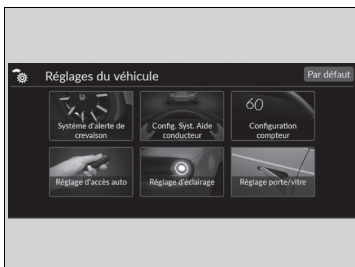 Réglages du véhicule
Par défaut
Système d'alerte de
crevaison
Config. Syst. Aide
conducteur
60
Configuration
compteur
Réglage d'accès auto
Réglage d'éclairage
Réglage porte/vitre